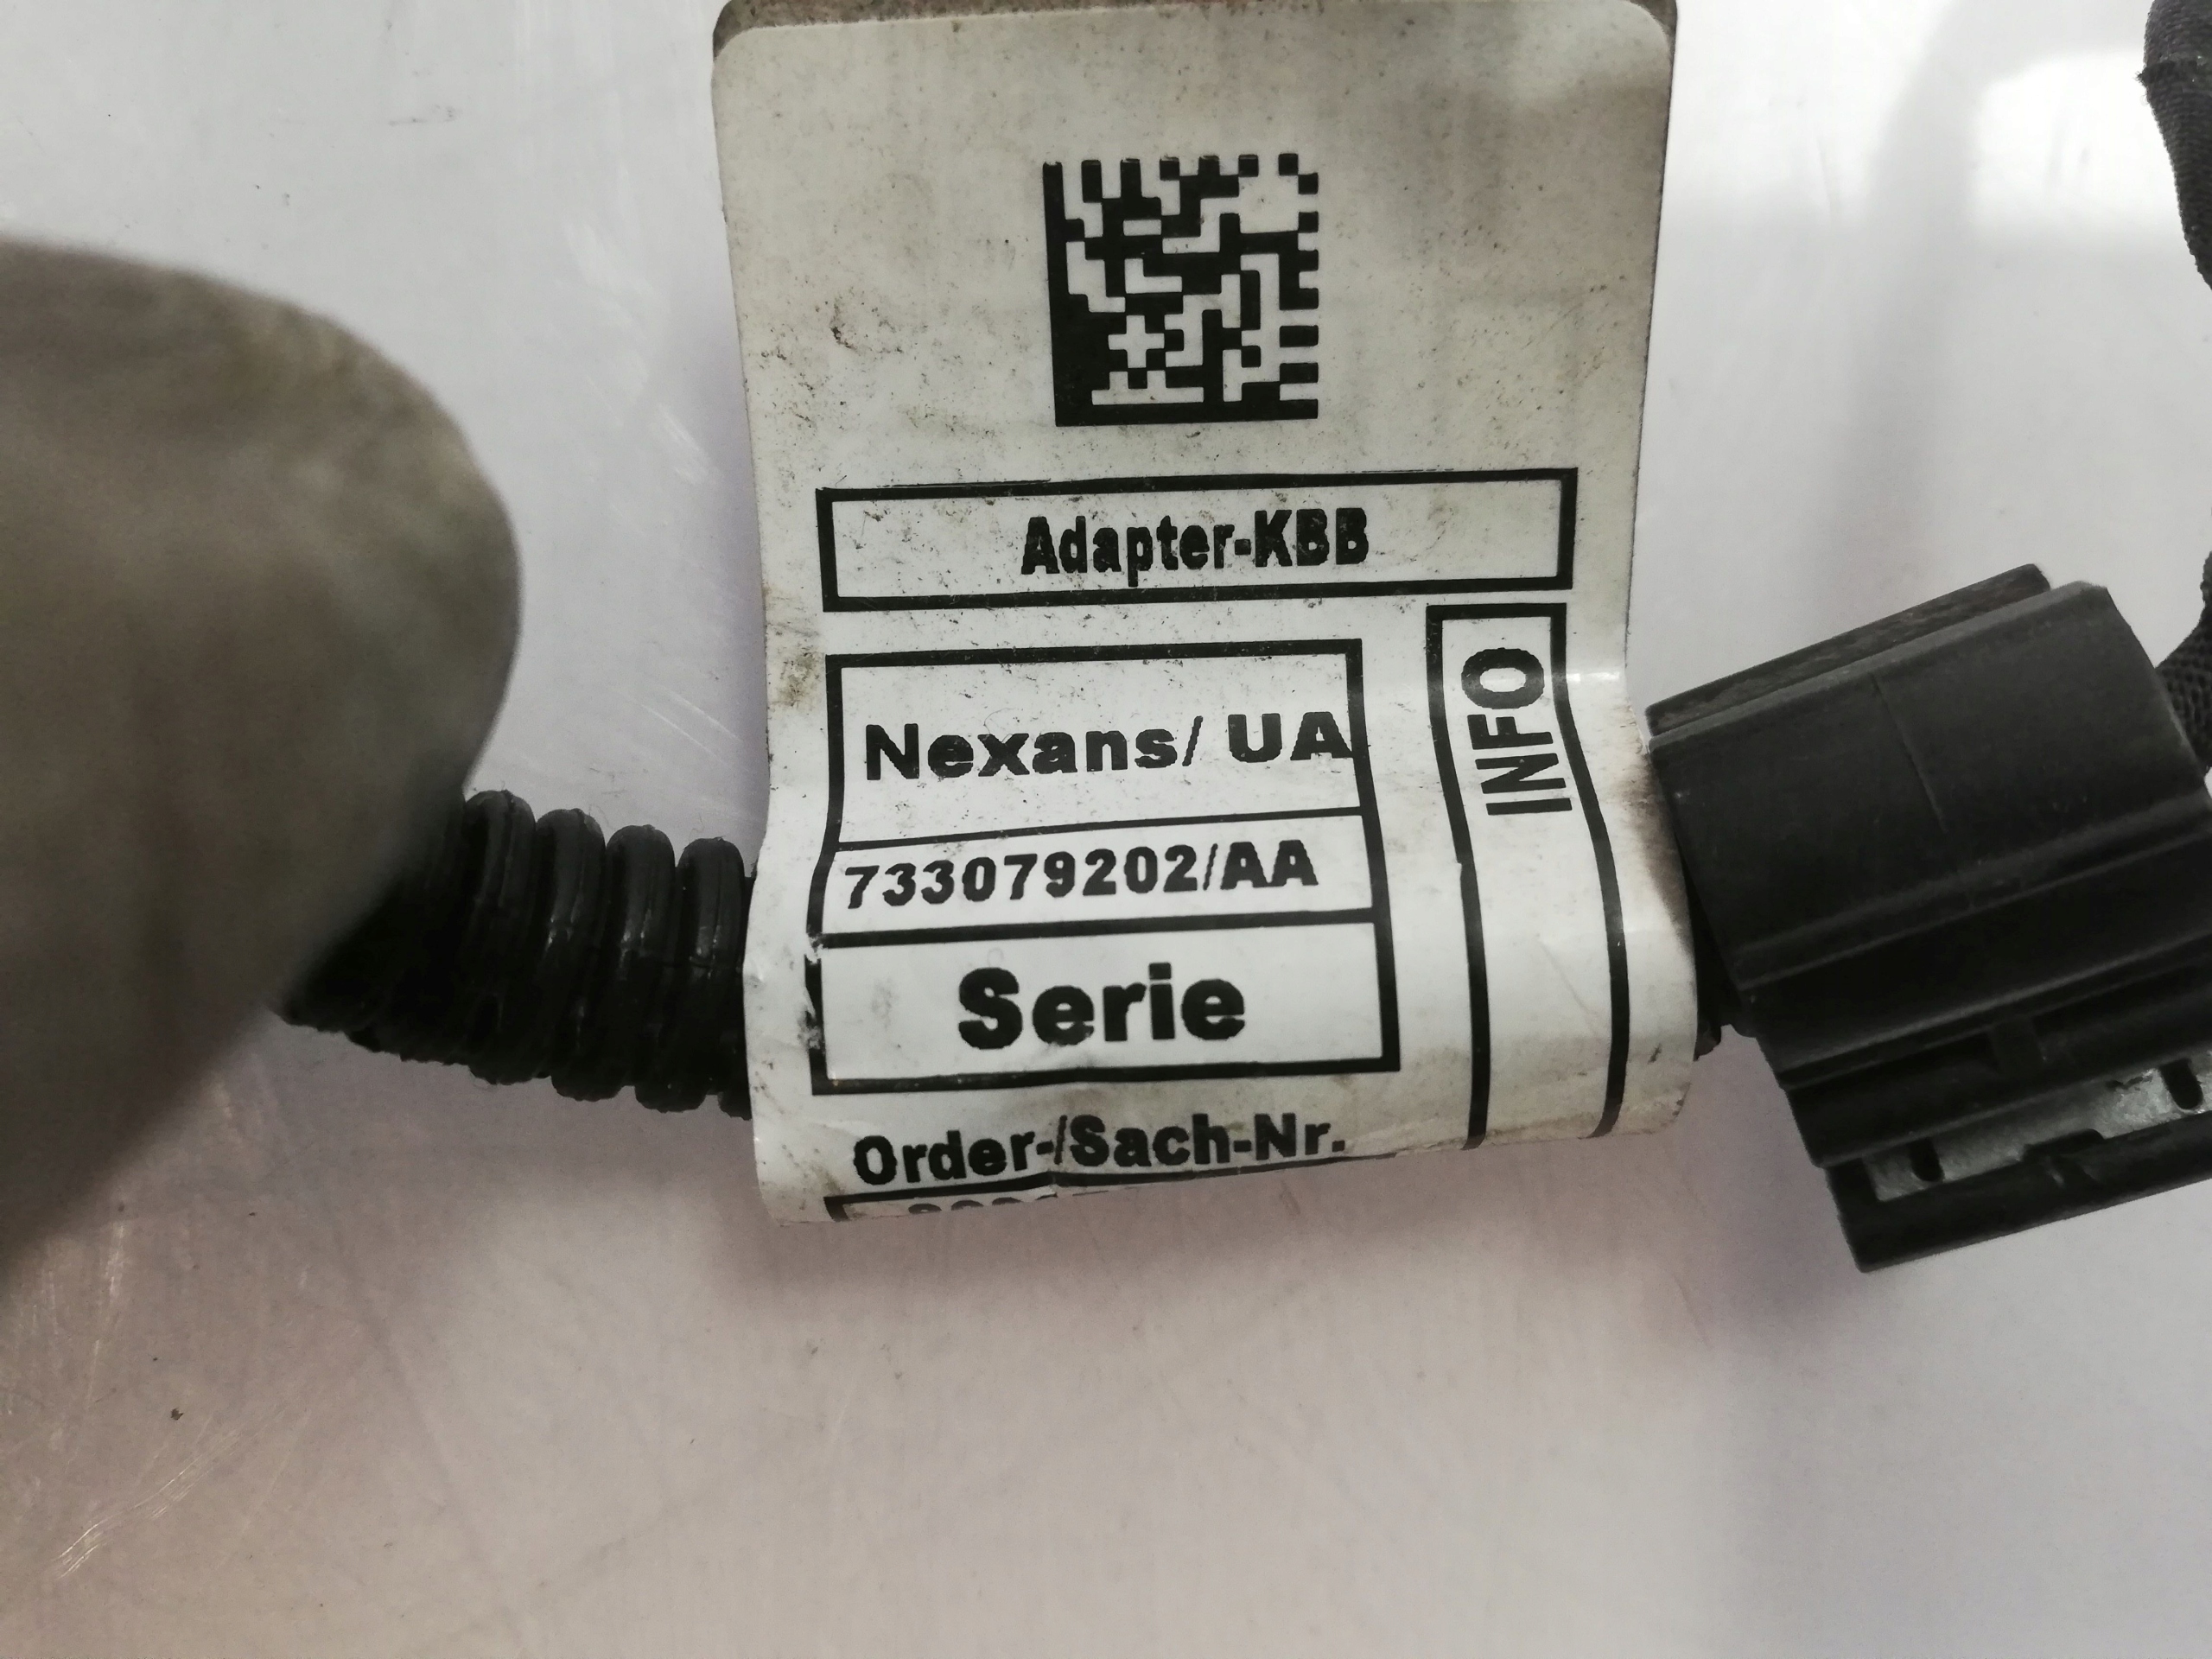 Adapter-KBB
INFO
Nexans/ UA
733079202/AA
Serie
Order-/Sach-Nr.